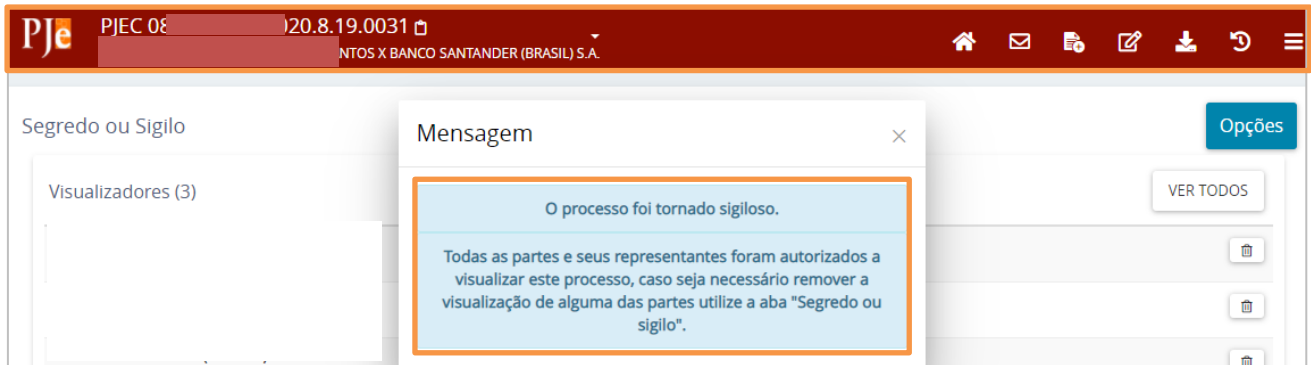 PJe
PJEC 08 020.8.19.0031
NTOS X BANCO SANTANDER (BRASIL) S.A.
Segredo ou Sigilo
Opções
Mensagem
Visualizadores (3)
VER TODOS
O processo foi tornado sigiloso.
Todas as partes e seus representantes foram autorizados a
visualizar este processo, caso seja necessário remover a
visualização de alguma das partes utilize a aba "Segredo ou
sigilo".